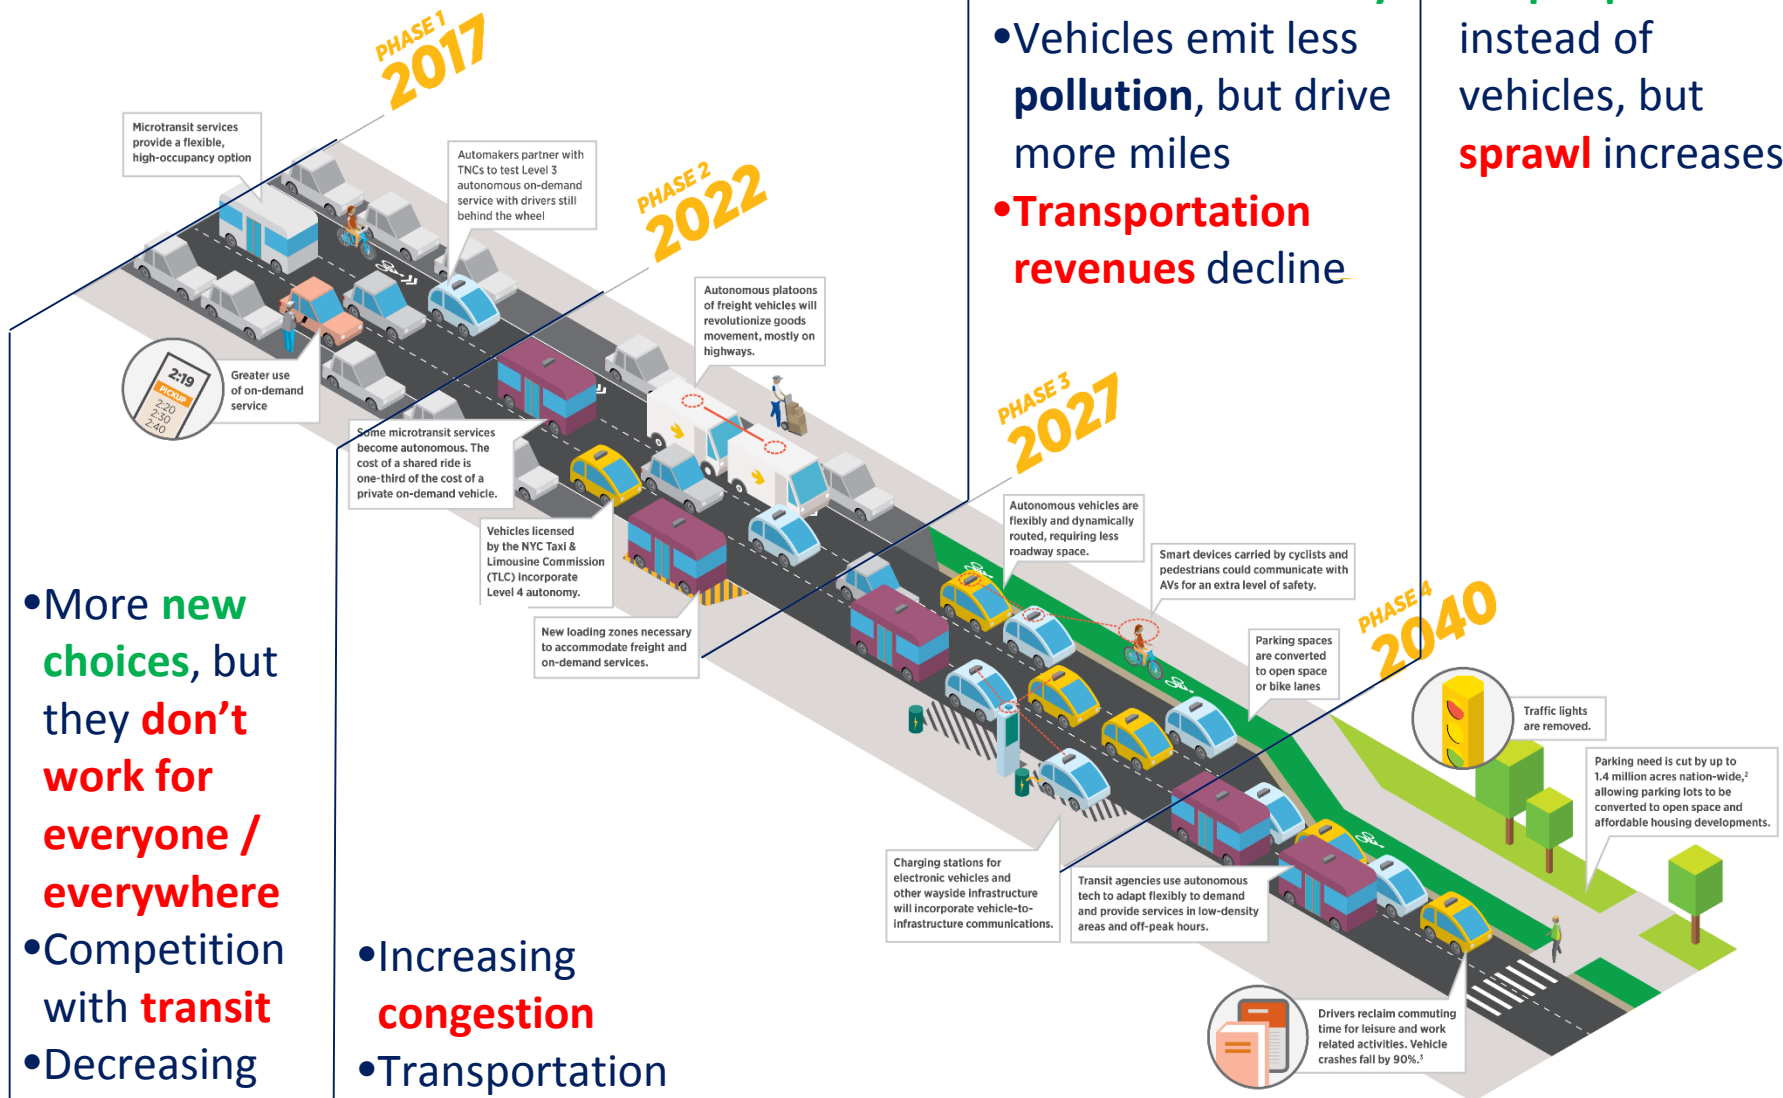 PHASE 1
2017
Microtransit services
provide a flexible,
high-occupancy option
Automakers partner with
TNCs to test Level 3
autonomous on-demand
service with drivers still
behind the wheel
2:19
PICKUP
2:20
2:30
2:40
Greater use
of on-demand
service
•More new
choices, but
they don’t
work for
everyone /
everywhere
•Competition
with transit
•Decreasing
PHASE 2
2022
Autonomous platoons
of freight vehicles will
revolutionize goods
movement, mostly on
highways.
Some microtransit services
become autonomous. The
cost of a shared ride is
one-third of the cost of a
private on-demand vehicle.
Vehicles licensed
by the NYC Taxi &
Limousine Commission
(TLC) incorporate
Level 4 autonomy.
New loading zones necessary
to accommodate freight and
on-demand services.
•Increasing
congestion
•Transportation
•Vehicles emit less
pollution, but drive
more miles
•Transportation
revenues decline
PHASE 3
2027
Autonomous vehicles are
flexibly and dynamically
routed, requiring less
roadway space.
Smart devices carried by cyclists and
pedestrians could communicate with
AVs for an extra level of safety.
Parking spaces
are converted
to open space
or bike lanes
Charging stations for
electronic vehicles and
other wayside infrastructure
will incorporate vehicle-to-
infrastructure communications.
instead of
vehicles, but
sprawl increases
PHASE 4
2040
Traffic lights
are removed.
Parking need is cut by up to
1.4 million acres nation-wide,²
allowing parking lots to be
converted to open space and
affordable housing developments.
Transit agencies use autonomous
tech to adapt flexibly to demand
and provide services in low-density
areas and off-peak hours.
Drivers reclaim commuting
time for leisure and work
related activities. Vehicle
crashes fall by 90%.³